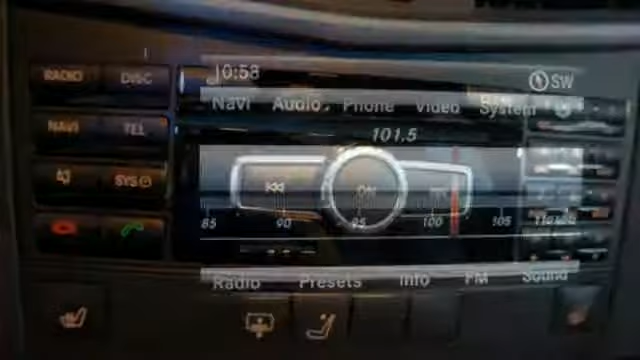 RADIO DISC
10:58
SW
Navi Audio Phone Video System
NAVI TEL
101.5
SYS
ON
85 90 95 100 105
Radio Presets Info FM Sound